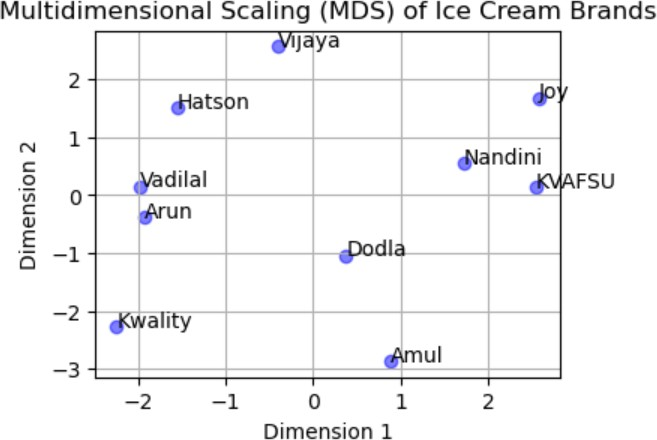 Multidimensional Scaling (MDS) of Ice Cream Brands
Vijaya
Joy
Hatson
Nandini
Vadilal
KVAFSU
Arun
Dodla
Kwality
Amul
2
1
0
−1
−2
−3
Dimension 2
−2
−1
0
1
2
Dimension 1